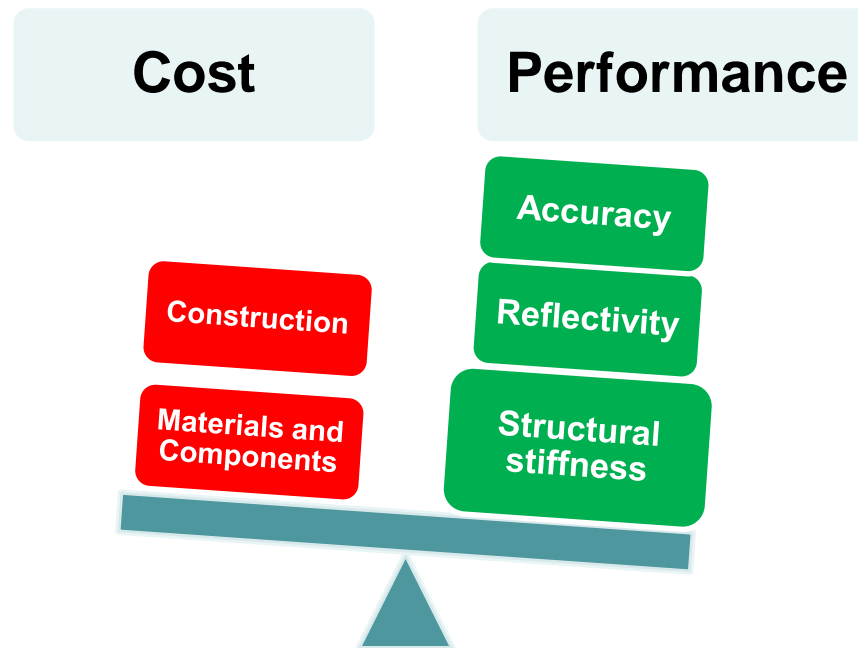 Cost
Performance
Accuracy
Construction
Reflectivity
Materials and
Components
Structural
stiffness